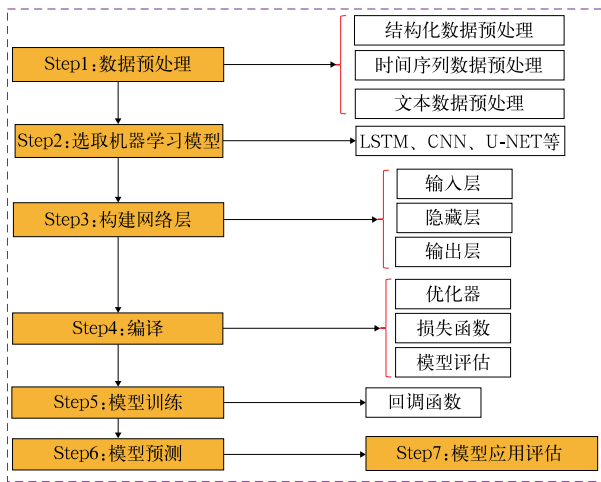 结构化数据预处理
Step1:数据预处理
时间序列数据预处理
文本数据预处理
Step2:选取机器学习模型
LSTM、CNN、U-NET等
输入层
Step3:构建网络层
隐藏层
输出层
优化器
Step4:编译
损失函数
模型评估
Step5:模型训练
回调函数
Step6:模型预测
Step7:模型应用评估